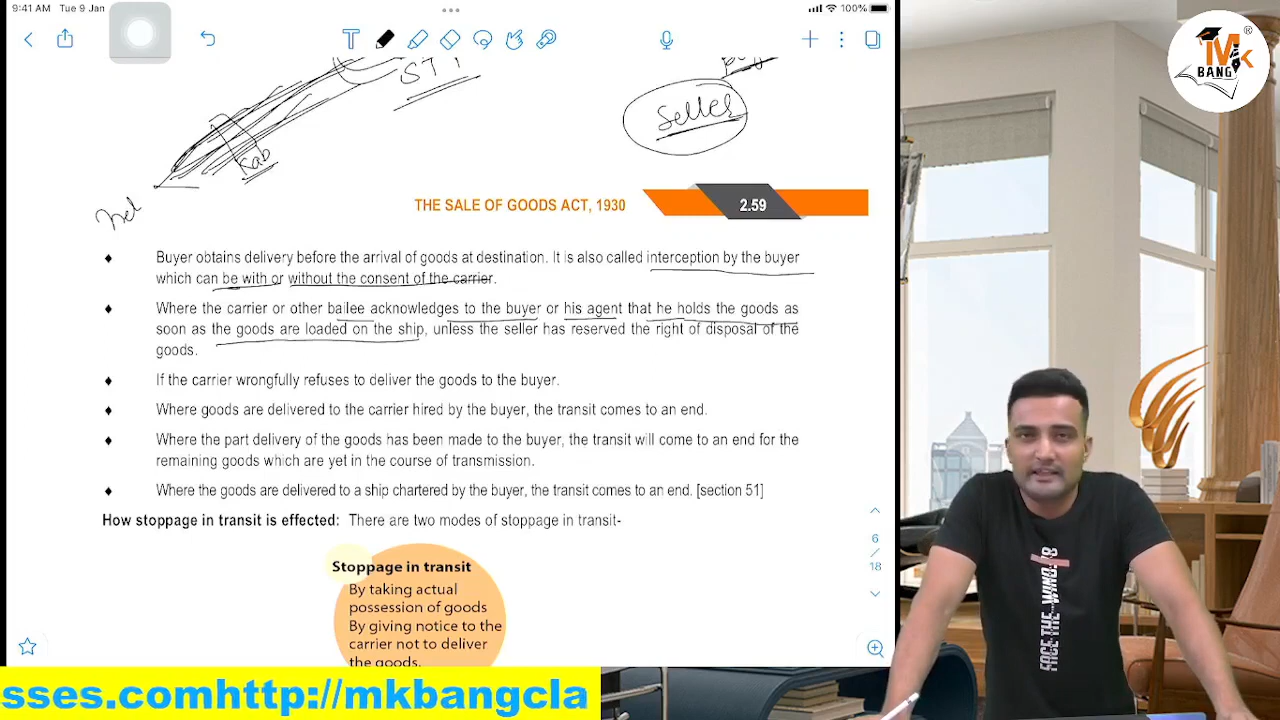 9:41 AM Tue 9 Jan
100%
T
STT
Seller
Sab
THE SALE OF GOODS ACT, 1930
2.59
♦ Buyer obtains delivery before the arrival of goods at destination. It is also called interception by the buyer
which can be with or without the consent of the carrier.
♦ Where the carrier or other bailee acknowledges to the buyer or his agent that he holds the goods as
soon as the goods are loaded on the ship, unless the seller has reserved the right of disposal of the
goods.
♦ If the carrier wrongfully refuses to deliver the goods to the buyer.
♦ Where goods are delivered to the carrier hired by the buyer, the transit comes to an end.
♦ Where the part delivery of the goods has been made to the buyer, the transit will come to an end for the
remaining goods which are yet in the course of transmission.
♦ Where the goods are delivered to a ship chartered by the buyer, the transit comes to an end. [section 51]
How stoppage in transit is effected: There are two modes of stoppage in transit-
Stoppage in transit
By taking actual
possession of goods
By giving notice to the
carrier not to deliver
the goods.
6
/
18
MK
BANG
®
FACE THE WIND.78
sses.comhttp://mkbangcla